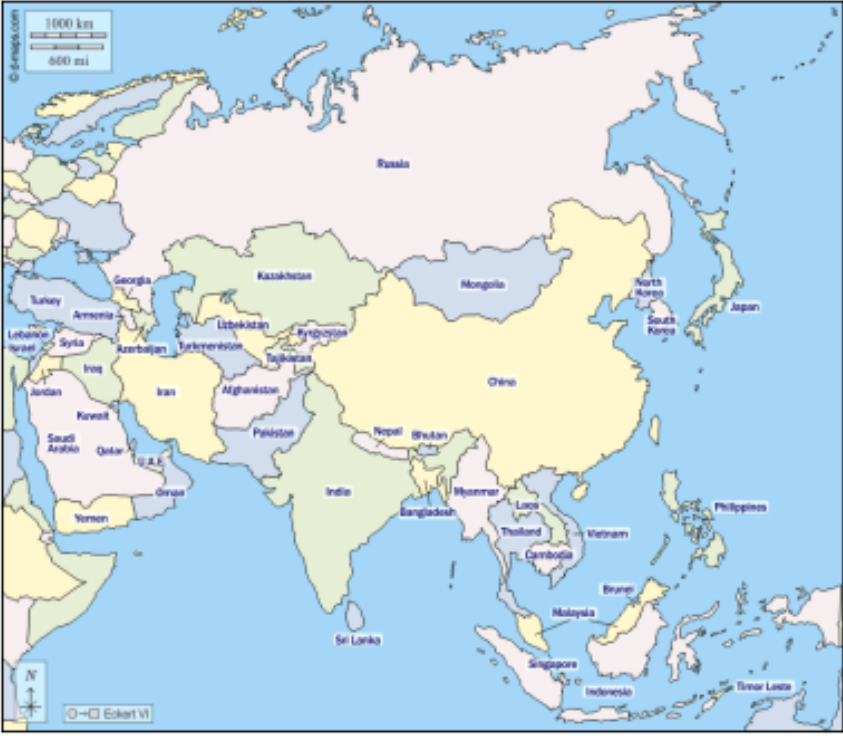 © d-maps.com
1000 km
600 mi
Russia
Georgia
Kazakhstan
Mongolia
Turkey
Armenia
North
Korea
Japan
Uzbekistan
Kyrgyzstan
South
Korea
Lebanon
Israel
Syria
Azerbaijan
Turkmenistan
Tajikistan
Iraq
Iran
Afghanistan
China
Jordan
Kuwait
Saudi
Arabia
Qatar
U.A.E
Pakistan
Nepal
Bhutan
Oman
India
Myanmar
Bangladesh
Laos
Yemen
Philippines
Thailand
Vietnam
Cambodia
Brunei
Malaysia
Sri Lanka
Singapore
Indonesia
Timor Leste
N
Eckert VI